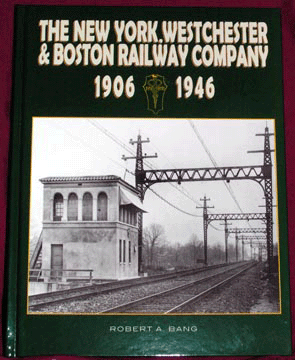 THE NEW YORK, WESTCHESTER
& BOSTON RAILWAY COMPANY
1906 1946
ROBERT A. BANG